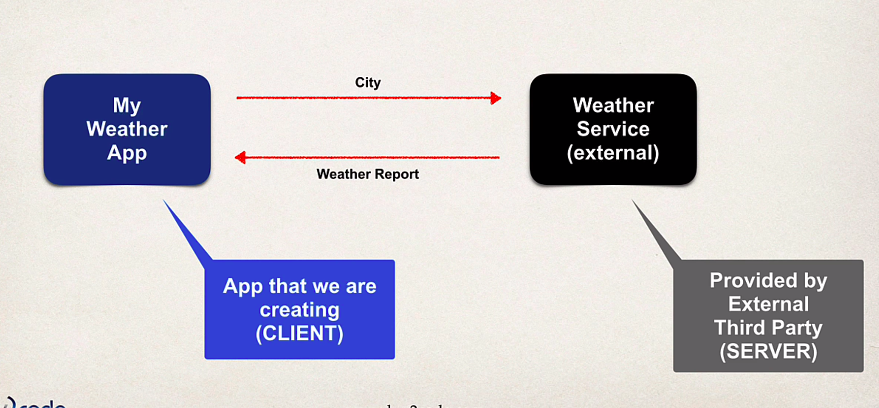 City
My
Weather
App
Weather
Service
(external)
Weather Report
App that we are
creating
(CLIENT)
Provided by
External
Third Party
(SERVER)